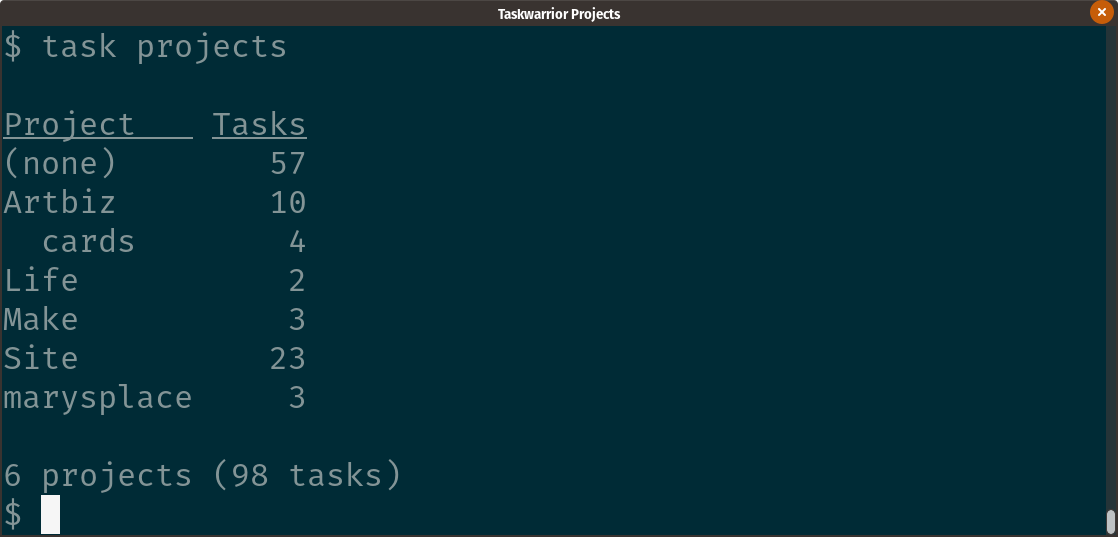 Taskwarrior Projects
$ task projects
Project Tasks
(none) 57
Artbiz 10
cards 4
Life 2
Make 3
Site 23
marysplace 3
6 projects (98 tasks)
$